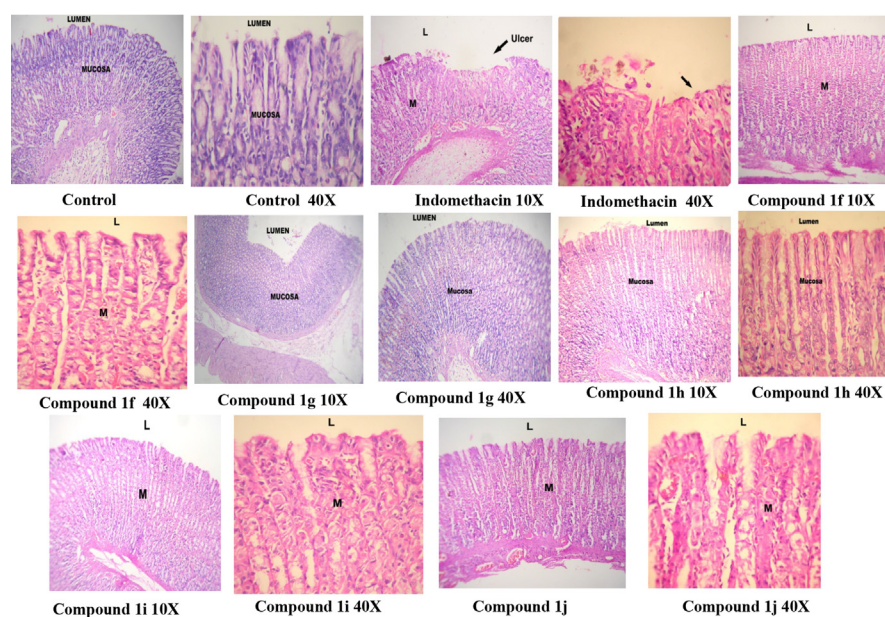 LUMEN
MUCOSA
Control
LUMEN
MUCOSA
Control 40X
L
Ulcer
M
Indomethacin 10X
Indomethacin 40X
L
M
Compound 1f 10X
L
M
Compound 1f 40X
LUMEN
MUCOSA
Compound 1g 10X
LUMEN
Mucosa
Compound 1g 40X
Lumen
Mucosa
Compound 1h 10X
Lumen
Mucosa
Compound 1h 40X
L
M
Compound 1i 10X
L
M
Compound 1i 40X
L
M
Compound 1j
L
M
Compound 1j 40X